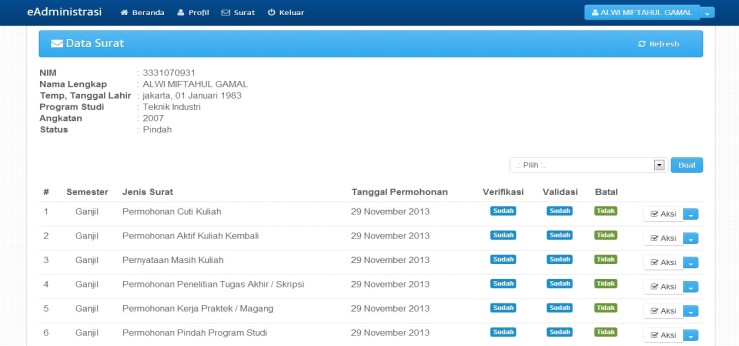 eAdministrasi Beranda Profil Surat Keluar ALWI MIFTAHUL GAMAL
Data Surat Refresh
NIM : 3331070931
Nama Lengkap : ALWI MIFTAHUL GAMAL
Temp, Tanggal Lahir : jakarta, 01 Januari 1983
Program Studi : Teknik Industri
Angkatan : 2007
Status : Pindah
.: Pilih :. Buat
# Semester Jenis Surat Tanggal Permohonan Verifikasi Validasi Batal
1 Ganjil Permohonan Cuti Kuliah 29 November 2013 Sudah Sudah Tidak Aksi
2 Ganjil Permohonan Aktif Kuliah Kembali 29 November 2013 Sudah Sudah Tidak Aksi
3 Ganjil Pernyataan Masih Kuliah 29 November 2013 Sudah Sudah Tidak Aksi
4 Ganjil Permohonan Penelitian Tugas Akhir / Skripsi 29 November 2013 Sudah Sudah Tidak Aksi
5 Ganjil Permohonan Kerja Praktek / Magang 29 November 2013 Sudah Sudah Tidak Aksi
6 Ganjil Permohonan Pindah Program Studi 29 November 2013 Sudah Sudah Tidak Aksi